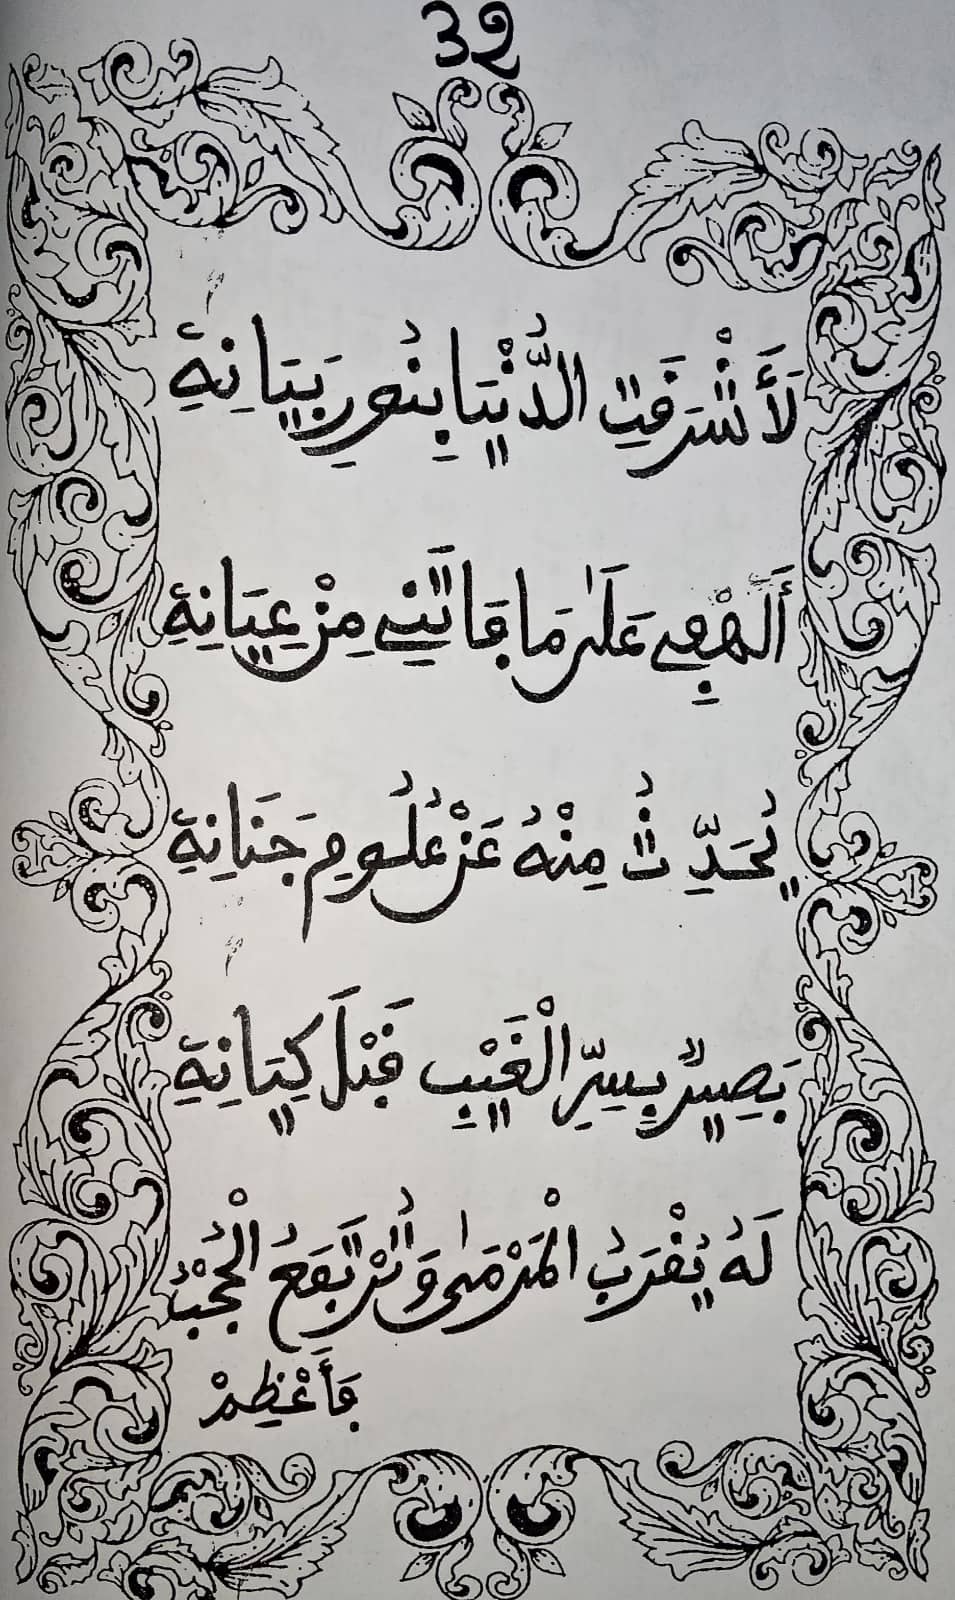 32
لَأَشْرَقَتِ الدُّنْيَا بِنُورِ بَيَانِهِ
أَلَهْفِي عَلَى مَا فَاتَنِي مِنْ عِيَانِهِ
يُحَدِّثُ مِنْهُ عَنْ عُلُومِ جَنَانِهِ
بَصِيرٌ بِسِرِّ الْغَيْبِ قَبْلَ كِيَانِهِ
لَهُ يُقْرَبُ الْمَرْمَى وَتُرْتَفَعُ الْحُجْبُ
فَأَعْظِمْ